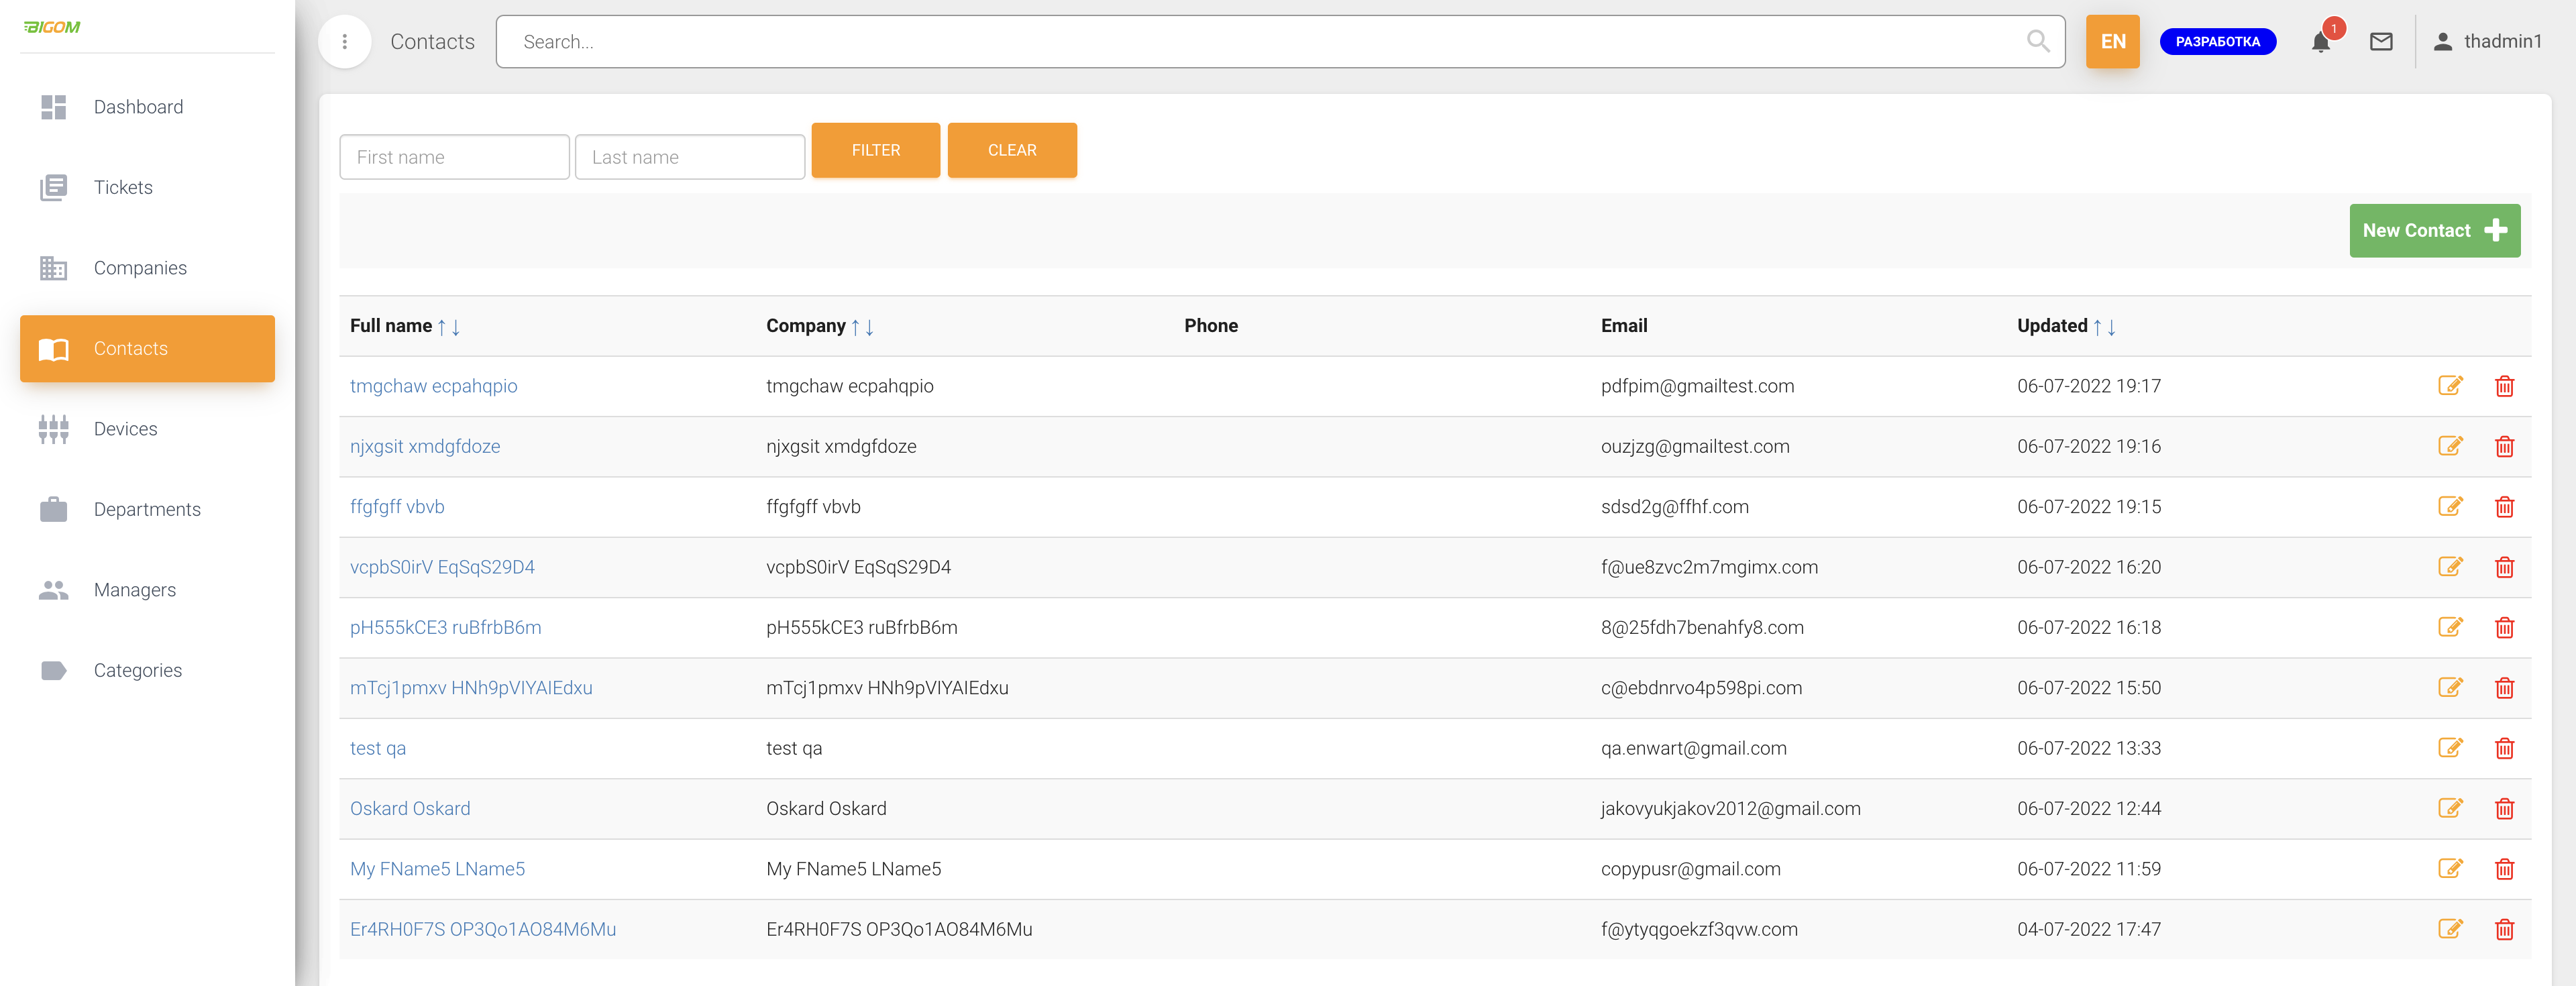 BIGOM
Contacts
Search...
EN
РАЗРАБОТКА
1
thadmin1
Dashboard
Tickets
Companies
Contacts
Devices
Departments
Managers
Categories
First name Last name FILTER CLEAR
New Contact
Full name ↑↓ Company ↑↓ Phone Email Updated ↑↓
tmgchaw ecpahqpio tmgchaw ecpahqpio pdfpim@gmailtest.com 06-07-2022 19:17
njxgsit xmdgfdoze njxgsit xmdgfdoze ouzjzg@gmailtest.com 06-07-2022 19:16
ffgfgff vbvb ffgfgff vbvb sdsd2g@ffhf.com 06-07-2022 19:15
vcpbS0irV EqSqS29D4 vcpbS0irV EqSqS29D4 f@ue8zvc2m7mgimx.com 06-07-2022 16:20
pH555kCE3 ruBfrbB6m pH555kCE3 ruBfrbB6m 8@25fdh7benahfy8.com 06-07-2022 16:18
mTcj1pmxv HNh9pVIYAIEdxu mTcj1pmxv HNh9pVIYAIEdxu c@ebdnrvo4p598pi.com 06-07-2022 15:50
test qa test qa qa.enwart@gmail.com 06-07-2022 13:33
Oskard Oskard Oskard Oskard jakovyukjakov2012@gmail.com 06-07-2022 12:44
My FName5 LName5 My FName5 LName5 copypusr@gmail.com 06-07-2022 11:59
Er4RH0F7S OP3Qo1AO84M6Mu Er4RH0F7S OP3Qo1AO84M6Mu f@ytyqgoekzf3qvw.com 04-07-2022 17:47